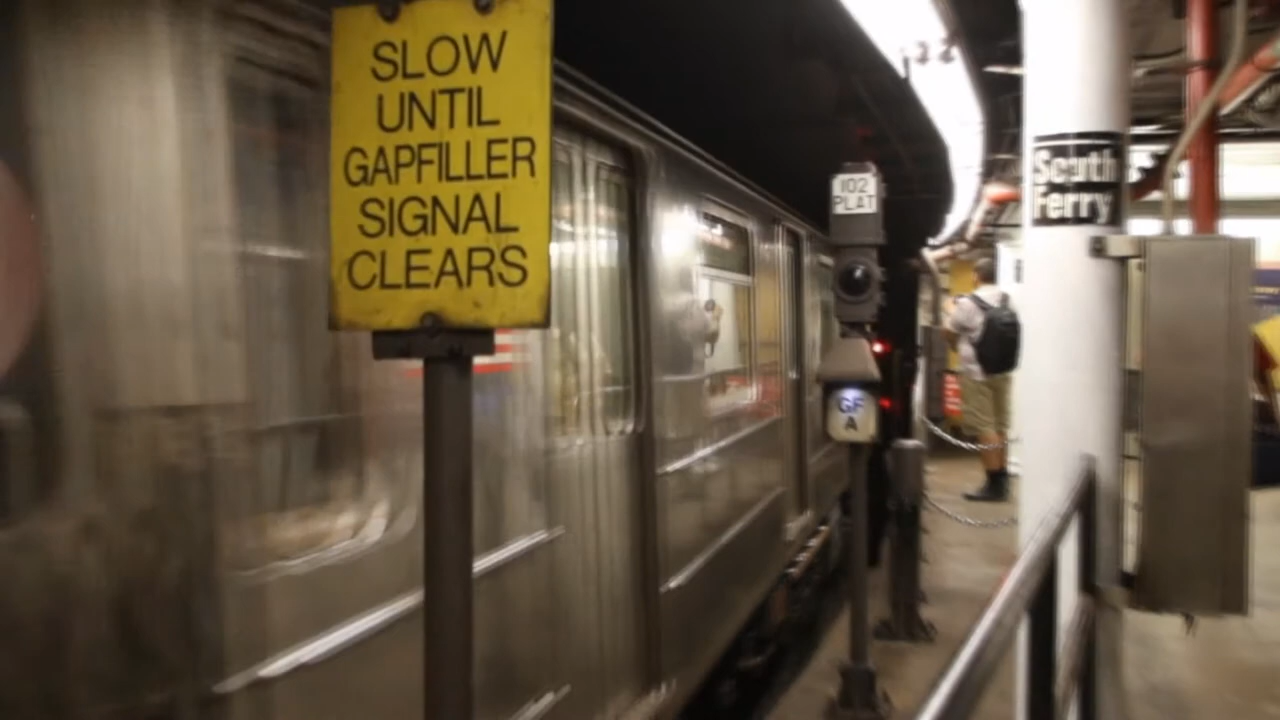 SLOW
UNTIL
GAPFILLER
SIGNAL
CLEARS
102
PLAT
GF
A
South
Ferry